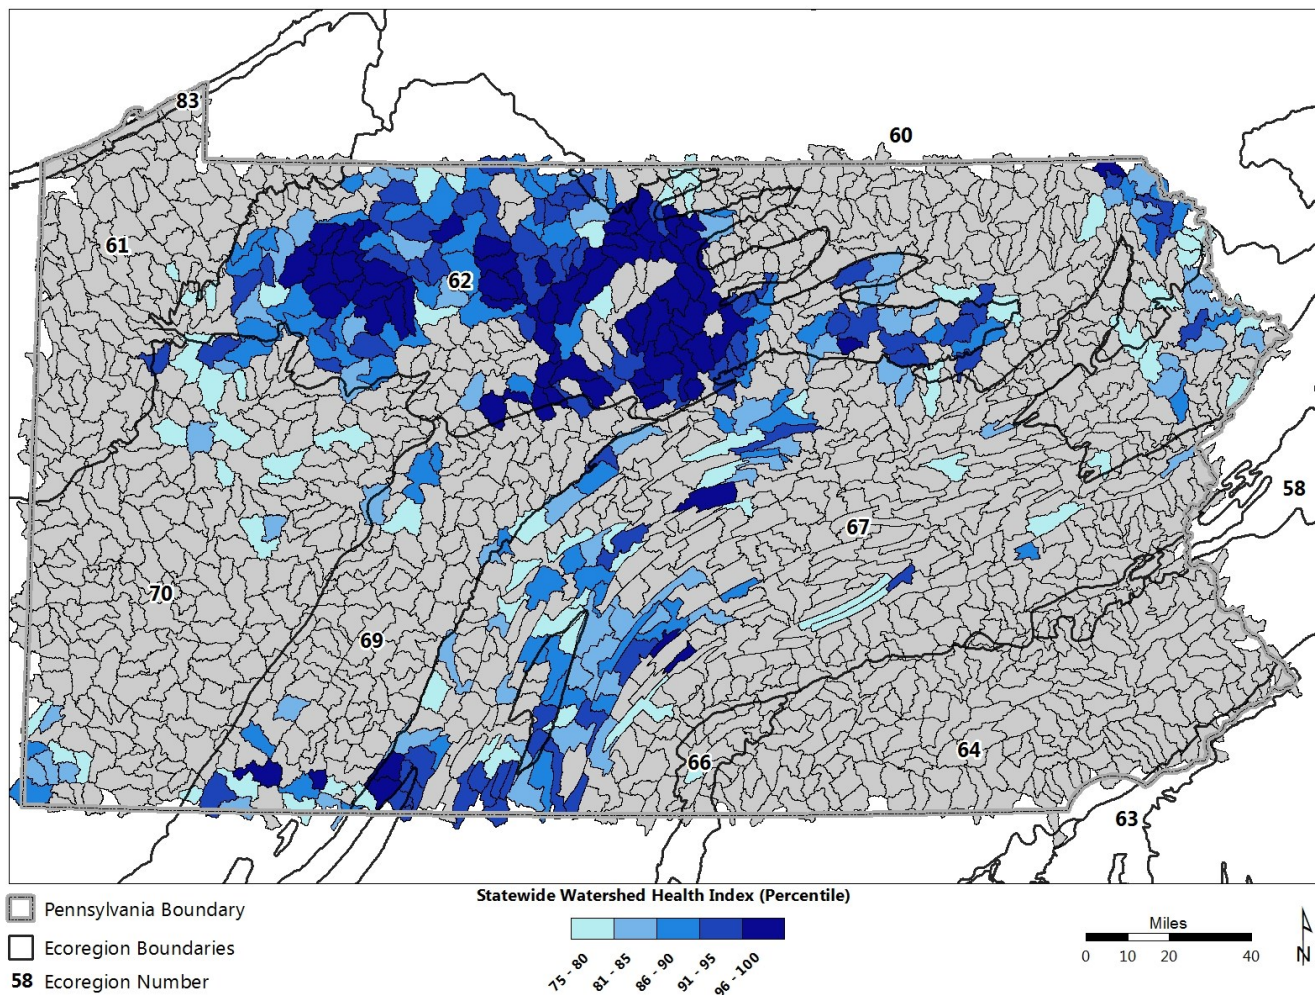 83
60
61
62
58
67
70
69
66
64
63
Statewide Watershed Health Index (Percentile)
75 - 80
81 - 85
86 - 90
91 - 95
96 - 100
Pennsylvania Boundary
Ecoregion Boundaries
58 Ecoregion Number
Miles
0 10 20 40
N